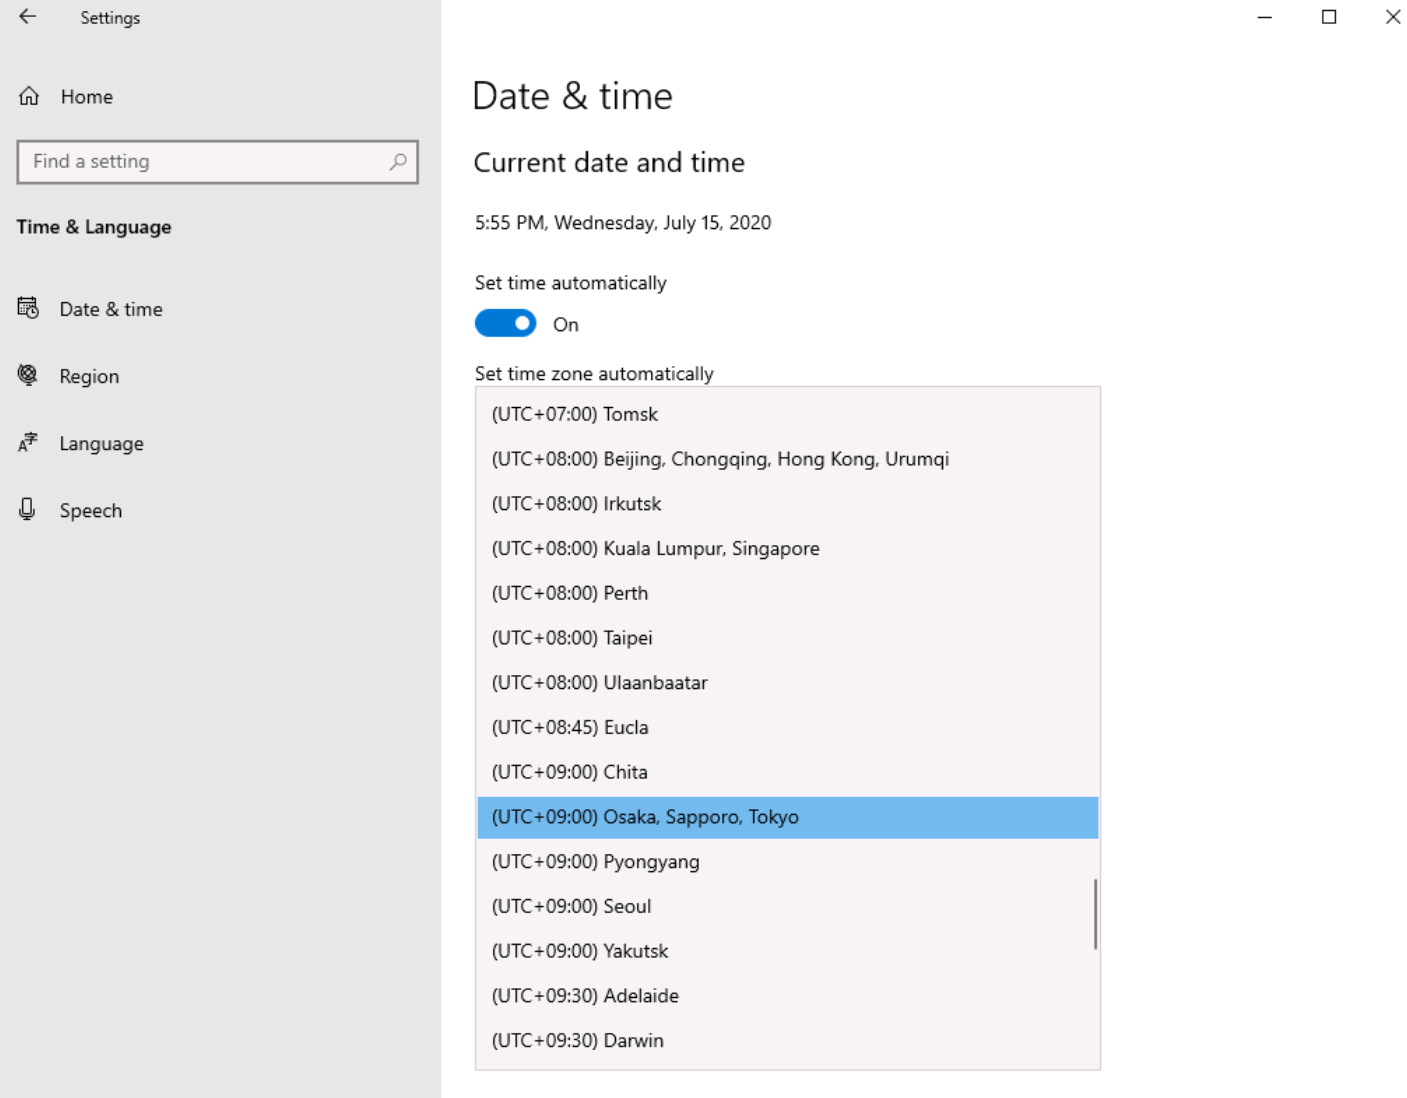 Settings
Home
Find a setting
Time & Language
Date & time
Region
Language
Speech
Date & time
Current date and time
5:55 PM, Wednesday, July 15, 2020
Set time automatically
On
Set time zone automatically
(UTC+07:00) Tomsk
(UTC+08:00) Beijing, Chongqing, Hong Kong, Urumqi
(UTC+08:00) Irkutsk
(UTC+08:00) Kuala Lumpur, Singapore
(UTC+08:00) Perth
(UTC+08:00) Taipei
(UTC+08:00) Ulaanbaatar
(UTC+08:45) Eucla
(UTC+09:00) Chita
(UTC+09:00) Osaka, Sapporo, Tokyo
(UTC+09:00) Pyongyang
(UTC+09:00) Seoul
(UTC+09:00) Yakutsk
(UTC+09:30) Adelaide
(UTC+09:30) Darwin